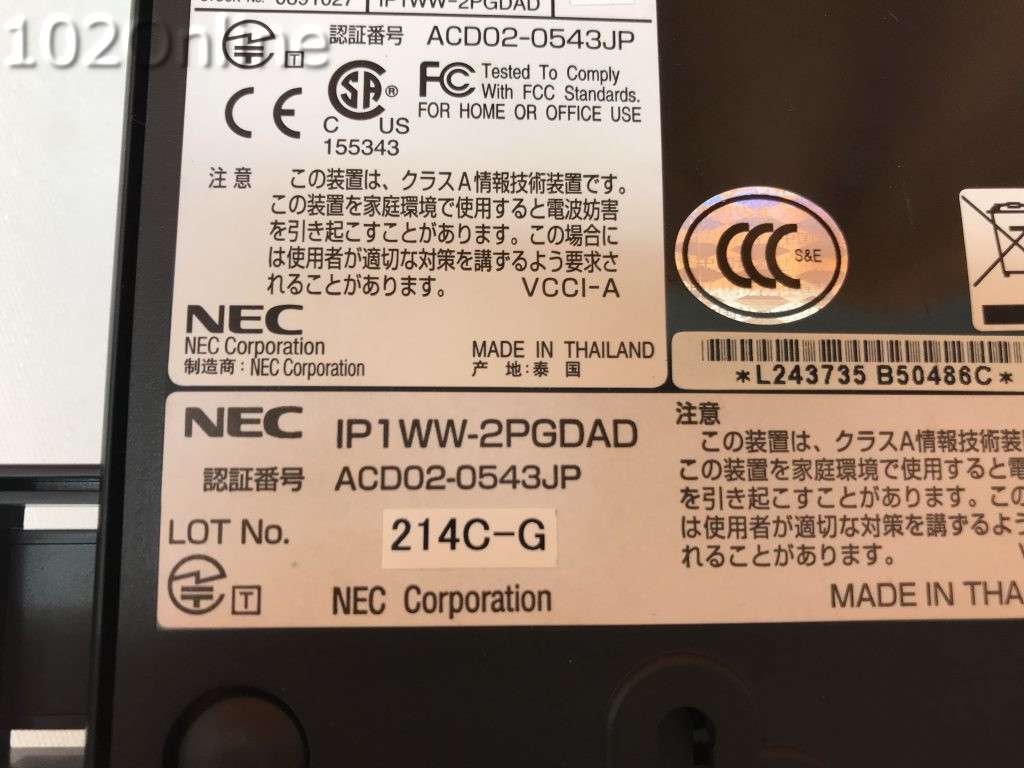 Stock No. 0891027 IP1WW-2PGDAD
102Online
T 認証番号 ACD02-0543JP
CE
C SA ® US
155343
FC Tested To Comply
With FCC Standards.
FOR HOME OR OFFICE USE
注意 この装置は、クラスA情報技術装置です。
この装置を家庭環境で使用すると電波妨害
を引き起こすことがあります。この場合に
は使用者が適切な対策を講ずるよう要求さ
れることがあります。 VCCI-A
NEC
NEC Corporation MADE IN THAILAND
制造商：NEC Corporation 产 地：泰 国
CCC S&E
*L243735 B50486C*
NEC IP1WW-2PGDAD
認証番号 ACD02-0543JP
LOT No. 214C-G
T NEC Corporation
注意
この装置は、クラスA情報技術装
この装置を家庭環境で使用すると電
を引き起こすことがあります。この
は使用者が適切な対策を講ずるよう
れることがあります。 V
MADE IN THA